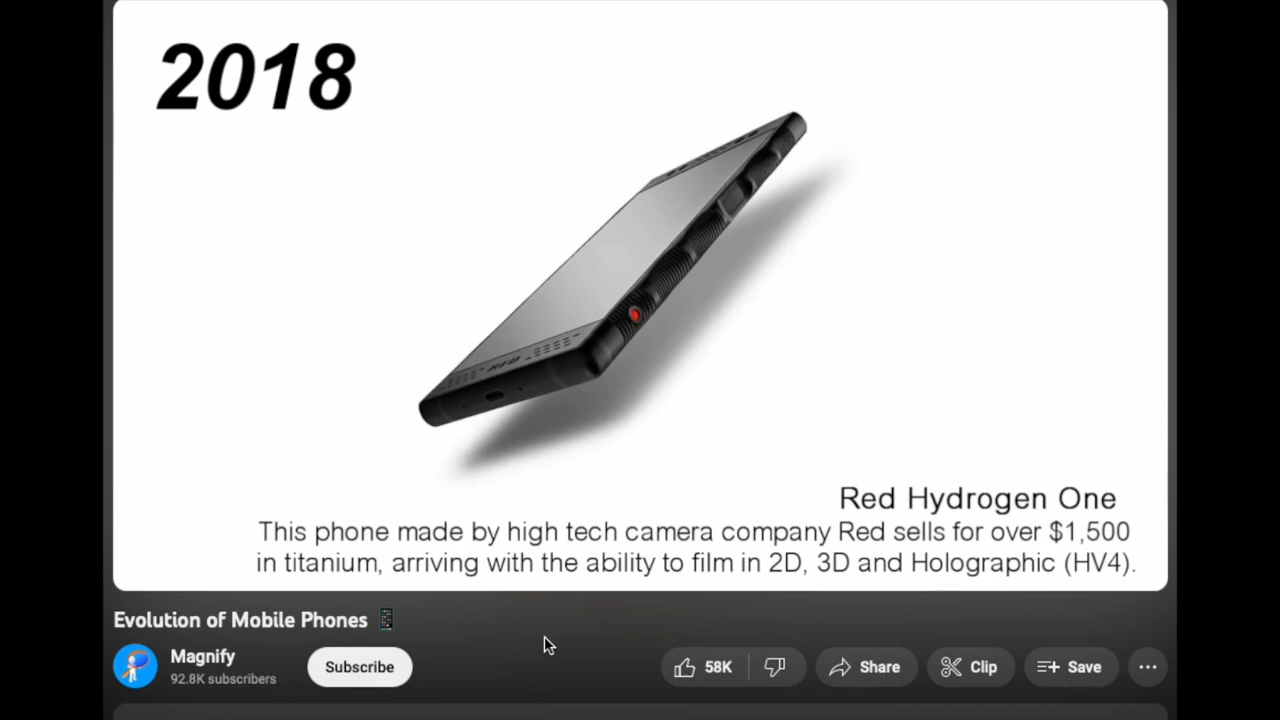 2018
RED
Red Hydrogen One
This phone made by high tech camera company Red sells for over $1,500
in titanium, arriving with the ability to film in 2D, 3D and Holographic (HV4).
Evolution of Mobile Phones
Magnify
92.8K subscribers
Subscribe
58K
Share
Clip
Save